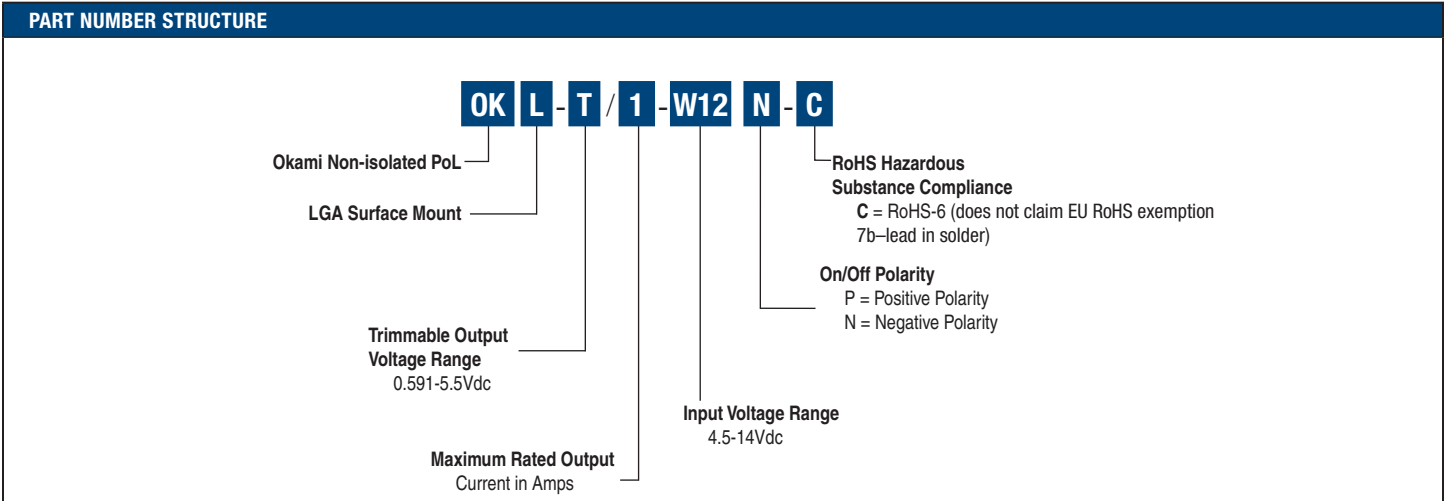 PART NUMBER STRUCTURE
OK L - T / 1 - W12 N - C
Okami Non-isolated PoL
LGA Surface Mount
Trimmable Output
Voltage Range
0.591-5.5Vdc
Maximum Rated Output
Current in Amps
RoHS Hazardous
Substance Compliance
C = RoHS-6 (does not claim EU RoHS exemption
7b–lead in solder)
On/Off Polarity
P = Positive Polarity
N = Negative Polarity
Input Voltage Range
4.5-14Vdc